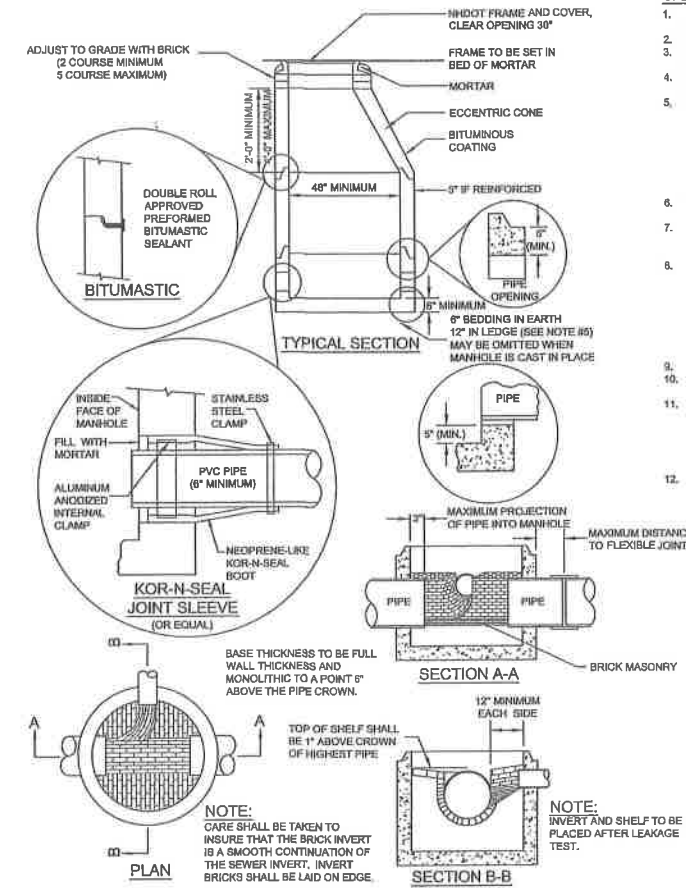 NHDOT FRAME AND COVER,
CLEAR OPENING 30"
ADJUST TO GRADE WITH BRICK
(2 COURSE MINIMUM
5 COURSE MAXIMUM)
FRAME TO BE SET IN
BED OF MORTAR
MORTAR
ECCENTRIC CONE
BITUMINOUS
COATING
2'-0" MINIMUM
MAXIMUM
48" MINIMUM
5" IF REINFORCED
DOUBLE ROLL
APPROVED
PREFORMED
BITUMASTIC
SEALANT
BITUMASTIC
(MIN.)
PIPE
OPENING
6" MINIMUM
6" BEDDING IN EARTH
12" IN LEDGE (SEE NOTE #5)
MAY BE OMITTED WHEN
MANHOLE IS CAST IN PLACE
TYPICAL SECTION
INSIDE
FACE OF
MANHOLE
STAINLESS
STEEL
CLAMP
FILL WITH
MORTAR
PVC PIPE
(6" MINIMUM)
ALUMINUM
ANODIZED
INTERNAL
CLAMP
NEOPRENE-LIKE
KOR-N-SEAL
BOOT
KOR-N-SEAL
JOINT SLEEVE
(OR EQUAL)
PIPE
5" (MIN.)
MAXIMUM PROJECTION
OF PIPE INTO MANHOLE
MAXIMUM DISTANC
TO FLEXIBLE JOINT
PIPE
PIPE
BRICK MASONRY
SECTION A-A
BASE THICKNESS TO BE FULL
WALL THICKNESS AND
MONOLITHIC TO A POINT 6"
ABOVE THE PIPE CROWN.
B
A
A
B
PLAN
12" MINIMUM
EACH SIDE
TOP OF SHELF SHALL
BE 1" ABOVE CROWN
OF HIGHEST PIPE
NOTE:
CARE SHALL BE TAKEN TO
INSURE THAT THE BRICK INVERT
IS A SMOOTH CONTINUATION OF
THE SEWER INVERT. INVERT
BRICKS SHALL BE LAID ON EDGE.
NOTE:
INVERT AND SHELF TO BE
PLACED AFTER LEAKAGE
TEST.
SECTION B-B
1.
2.
3.
4.
5.
6.
7.
8.
9.
10.
11.
12.